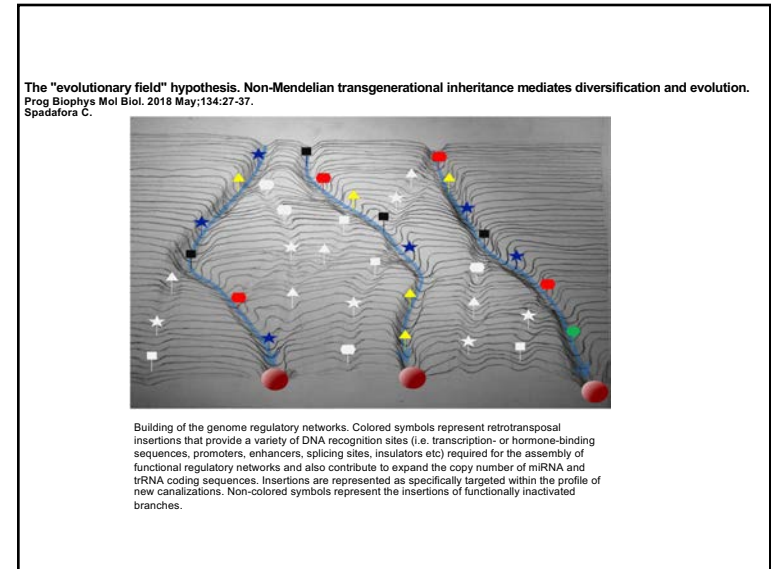 The "evolutionary field" hypothesis. Non-Mendelian transgenerational inheritance mediates diversification and evolution.
Prog Biophys Mol Biol. 2018 May;134:27-37.
Spadafora C.
Building of the genome regulatory networks. Colored symbols represent retrotransposal
insertions that provide a variety of DNA recognition sites (i.e. transcription- or hormone-binding
sequences, promoters, enhancers, splicing sites, insulators etc) required for the assembly of
functional regulatory networks and also contribute to expand the copy number of miRNA and
trRNA coding sequences. Insertions are represented as specifically targeted within the profile of
new canalizations. Non-colored symbols represent the insertions of functionally inactivated
branches.